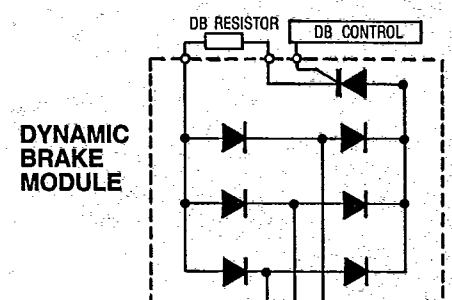 DB RESISTOR
DB CONTROL
DYNAMIC
BRAKE
MODULE